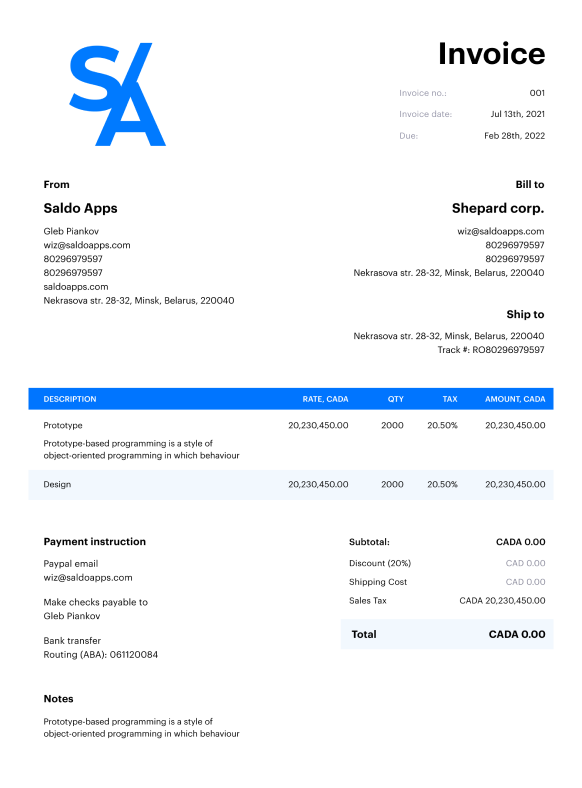 S/A
Invoice
Invoice no.: 001
Invoice date: Jul 13th, 2021
Due: Feb 28th, 2022
From
Saldo Apps
Gleb Piankov
wiz@saldoapps.com
80296979597
80296979597
saldoapps.com
Nekrasova str. 28-32, Minsk, Belarus, 220040
Bill to
Shepard corp.
wiz@saldoapps.com
80296979597
80296979597
Nekrasova str. 28-32, Minsk, Belarus, 220040
Ship to
Nekrasova str. 28-32, Minsk, Belarus, 220040
Track #: RO80296979597
DESCRIPTION RATE, CADA QTY TAX AMOUNT, CADA
Prototype 20,230,450.00 2000 20.50% 20,230,450.00
Prototype-based programming is a style of
object-oriented programming in which behaviour
Design 20,230,450.00 2000 20.50% 20,230,450.00
Payment instruction
Paypal email
wiz@saldoapps.com
Make checks payable to
Gleb Piankov
Bank transfer
Routing (ABA): 061120084
Subtotal: CADA 0.00
Discount (20%) CAD 0.00
Shipping Cost CAD 0.00
Sales Tax CADA 20,230,450.00
Total CADA 0.00
Notes
Prototype-based programming is a style of
object-oriented programming in which behaviour